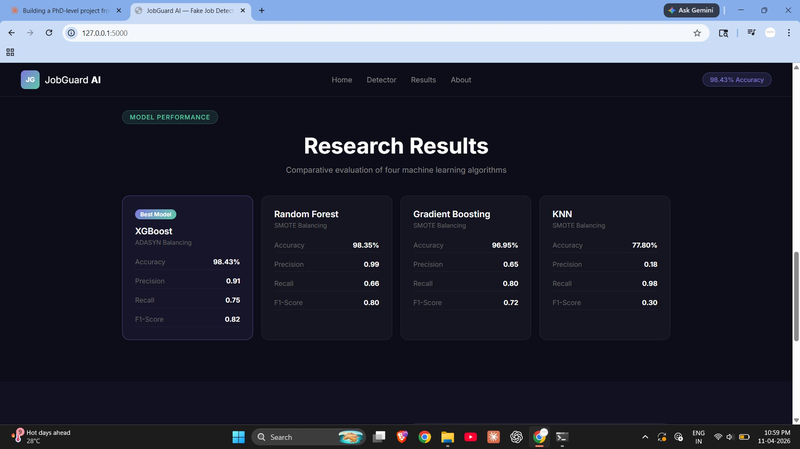 Building a PhD-level project fro
JobGuard AI — Fake Job Detect
Ask Gemini
127.0.0.1:5000
JG
JobGuard AI
Home
Detector
Results
About
98.43% Accuracy
MODEL PERFORMANCE
Research Results
Comparative evaluation of four machine learning algorithms
Best Model
XGBoost
ADASYN Balancing
Accuracy 98.43%
Precision 0.91
Recall 0.75
F1-Score 0.82
Random Forest
SMOTE Balancing
Accuracy 98.35%
Precision 0.99
Recall 0.66
F1-Score 0.80
Gradient Boosting
SMOTE Balancing
Accuracy 96.95%
Precision 0.65
Recall 0.80
F1-Score 0.72
KNN
SMOTE Balancing
Accuracy 77.80%
Precision 0.18
Recall 0.98
F1-Score 0.30
Hot days ahead
28°C
Search
ENG
IN
10:59 PM
11-04-2026